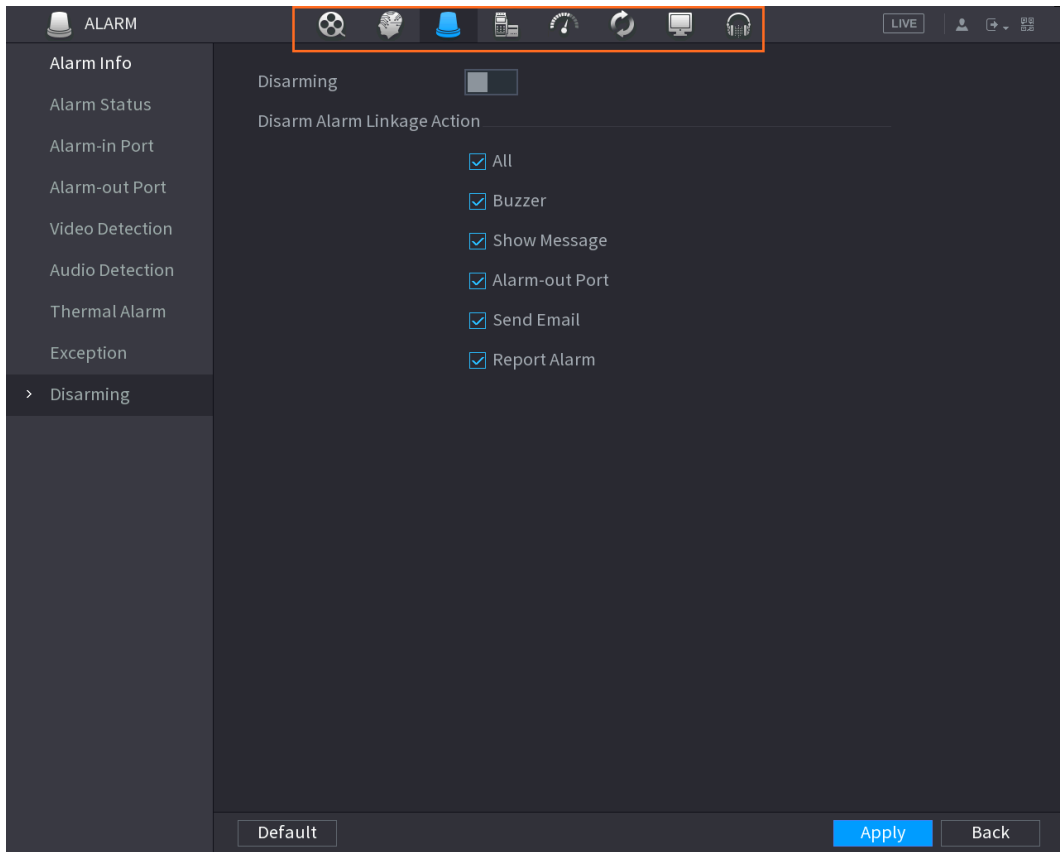 ALARM
LIVE
Alarm Info
Alarm Status
Alarm-in Port
Alarm-out Port
Video Detection
Audio Detection
Thermal Alarm
Exception
Disarming
Disarming
Disarm Alarm Linkage Action
All
Buzzer
Show Message
Alarm-out Port
Send Email
Report Alarm
Default
Apply
Back